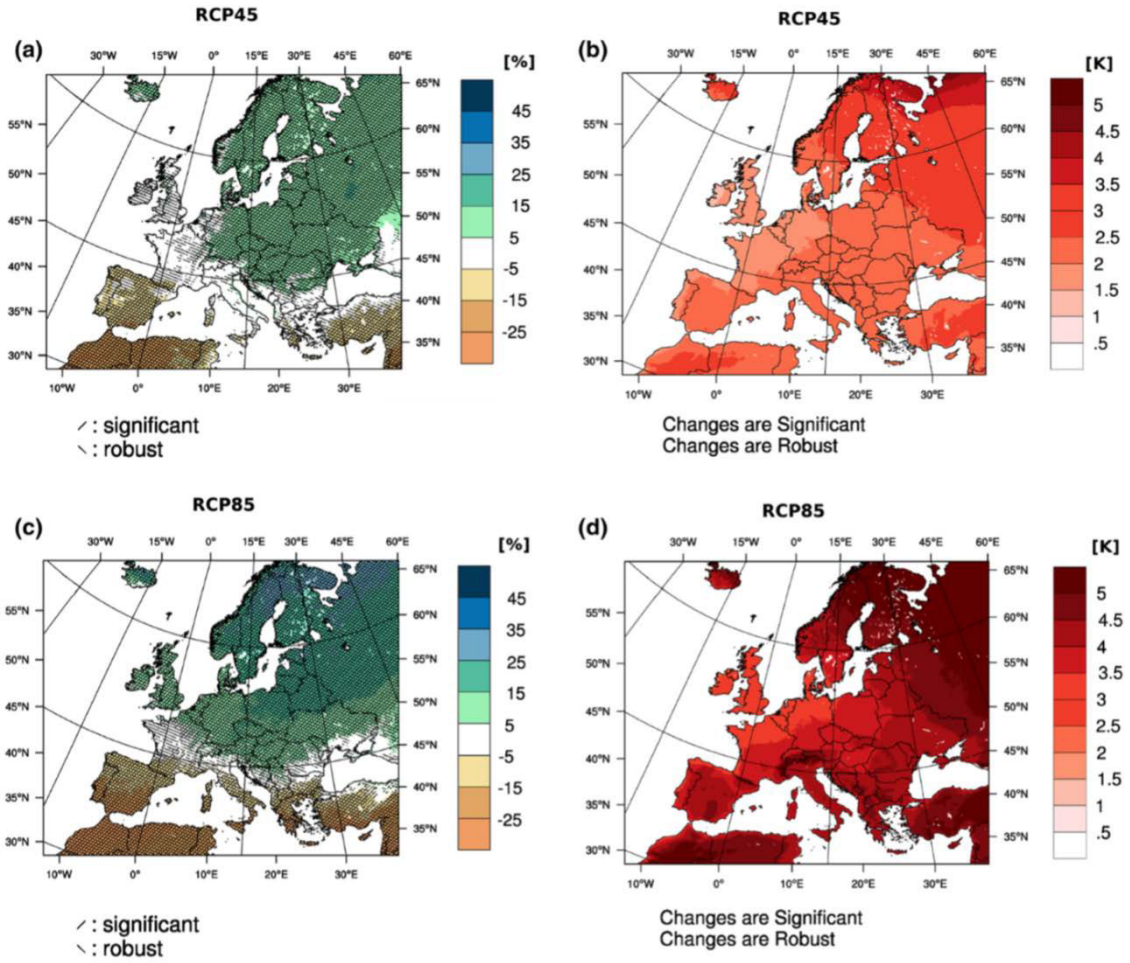 RCP45
(a)
30°W 15°W 0° 15°E 30°E 45°E 60°E
[%]
65°N
60°N
55°N
50°N
45°N
40°N
35°N
30°N
55°N
50°N
45°N
40°N
35°N
10°W 0° 10°E 20°E 30°E
45
35
25
15
5
-5
-15
-25
⟋ : significant
⟍ : robust
RCP45
(b)
30°W 15°W 0° 15°E 30°E 45°E 60°E
[K]
65°N
60°N
55°N
50°N
45°N
40°N
35°N
30°N
50°N
45°N
40°N
35°N
10°W 0° 10°E 20°E 30°E
5
4.5
4
3.5
3
2.5
2
1.5
1
.5
Changes are Significant
Changes are Robust
RCP85
(c)
30°W 15°W 0° 15°E 30°E 45°E 60°E
[%]
65°N
60°N
55°N
50°N
45°N
40°N
35°N
30°N
55°N
50°N
45°N
40°N
35°N
10°W 0° 10°E 20°E 30°E
45
35
25
15
5
-5
-15
-25
⟋ : significant
⟍ : robust
RCP85
(d)
30°W 15°W 0° 15°E 30°E 45°E 60°E
[K]
65°N
60°N
55°N
50°N
45°N
40°N
35°N
30°N
55°N
50°N
45°N
40°N
35°N
10°W 0° 10°E 20°E 30°E
5
4.5
4
3.5
3
2.5
2
1.5
1
.5
Changes are Significant
Changes are Robust